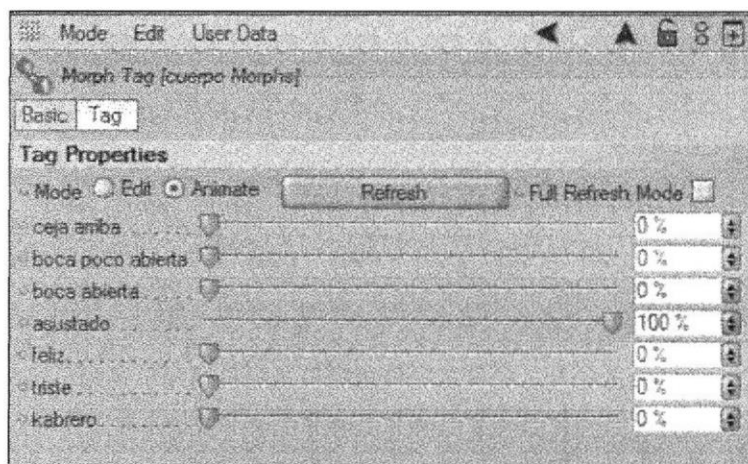 Mode Edit User Data
Morph Tag [cuerpo Morphs]
Basic Tag
Tag Properties
Mode Edit Animate Refresh Full Refresh Mode
ceja arriba 0 %
boca poco abierta 0 %
boca abierta 0 %
asustado 100 %
feliz 0 %
triste 0 %
kabrero 0 %